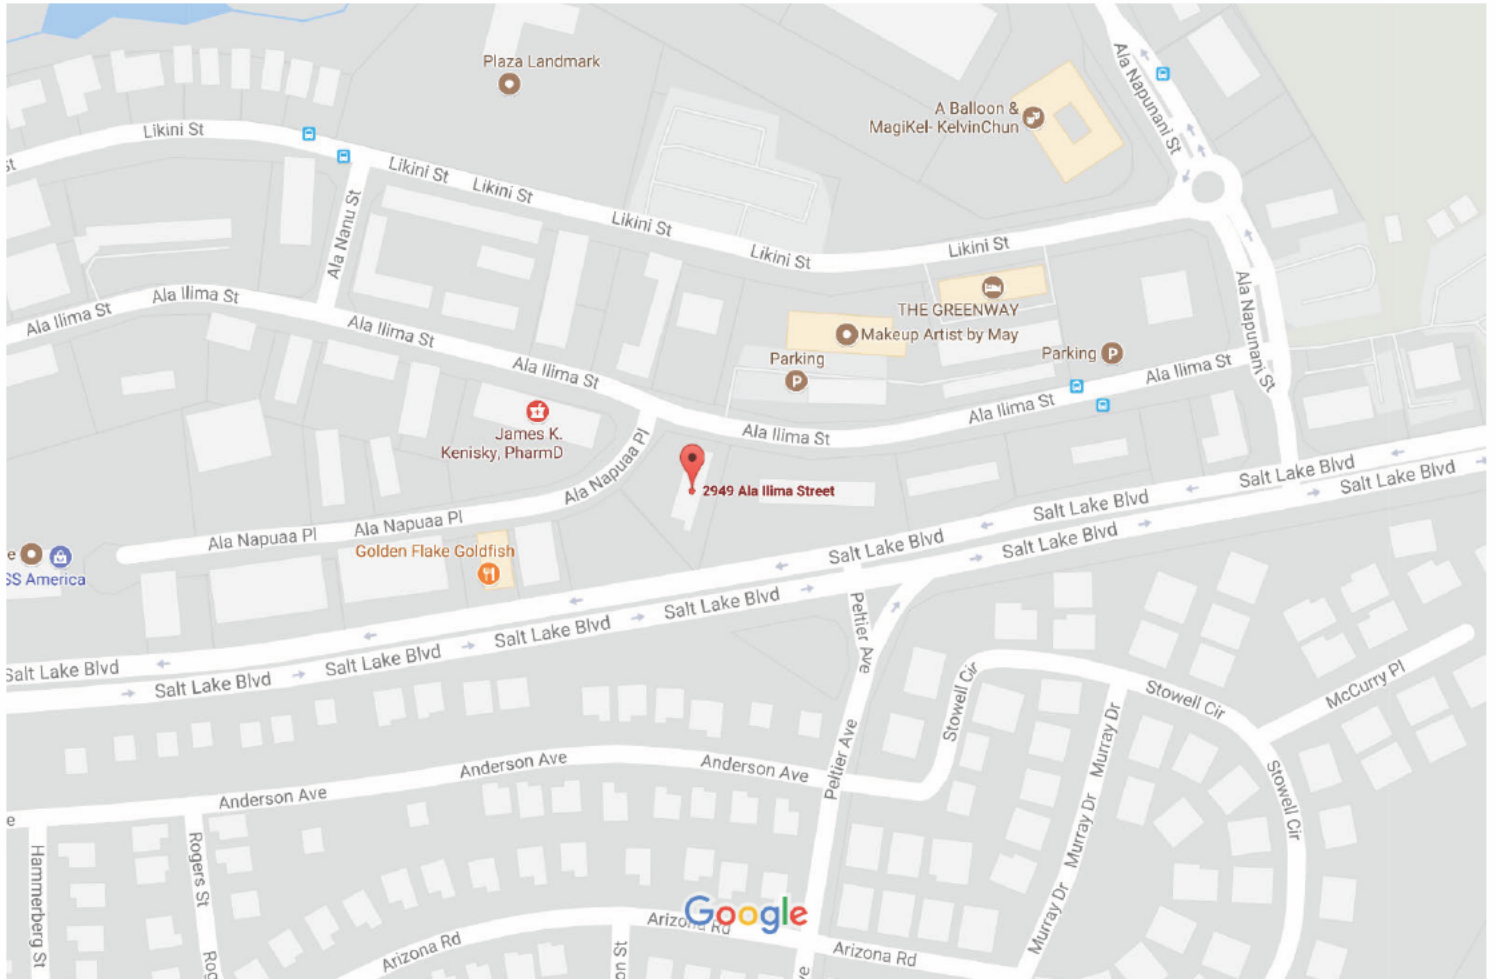 Plaza Landmark
A Balloon &
MagiKel- KelvinChun
Ala Napunani St
Likini St
Likini St
Likini St
Likini St
Likini St
Likini St
st
Ala Nanu St
Ala Napunani St
THE GREENWAY
Makeup Artist by May
Ala Ilima St
Ala Ilima St
Ala Ilima St
Ala Ilima St
Parking
P
Parking
P
Ala Ilima St
Ala Ilima St
Ala Ilima St
James K.
Kenisky, PharmD
Ala Napuaa Pl
2949 Ala Ilima Street
Salt Lake Blvd
Salt Lake Blvd
Salt Lake Blvd
Salt Lake Blvd
Salt Lake Blvd
Ala Napuaa Pl
Ala Napuaa Pl
Golden Flake Goldfish
e
SS America
Salt Lake Blvd
Salt Lake Blvd
Salt Lake Blvd
Salt Lake Blvd
Salt Lake Blvd
Peltier Ave
Stowell Cir
Stowell Cir
McCurry Pl
Murray Dr
Anderson Ave
Anderson Ave
Peltier Ave
Anderson Ave
Stowell Cir
e
Hammerberg St
Rogers St
Rog
Murray Dr
Murray Dr
Google
Arizona Rd
Arizona Rd
Arizona Rd
on St
ve